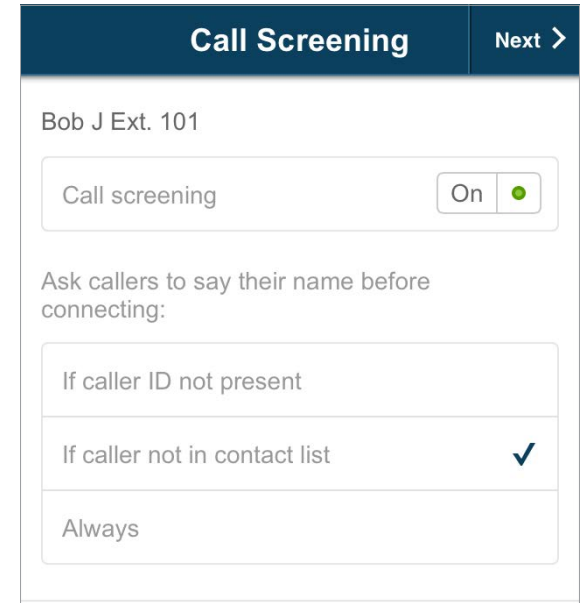 Call Screening
Next
Bob J Ext. 101
Call screening
On
Ask callers to say their name before
connecting:
If caller ID not present
If caller not in contact list
Always